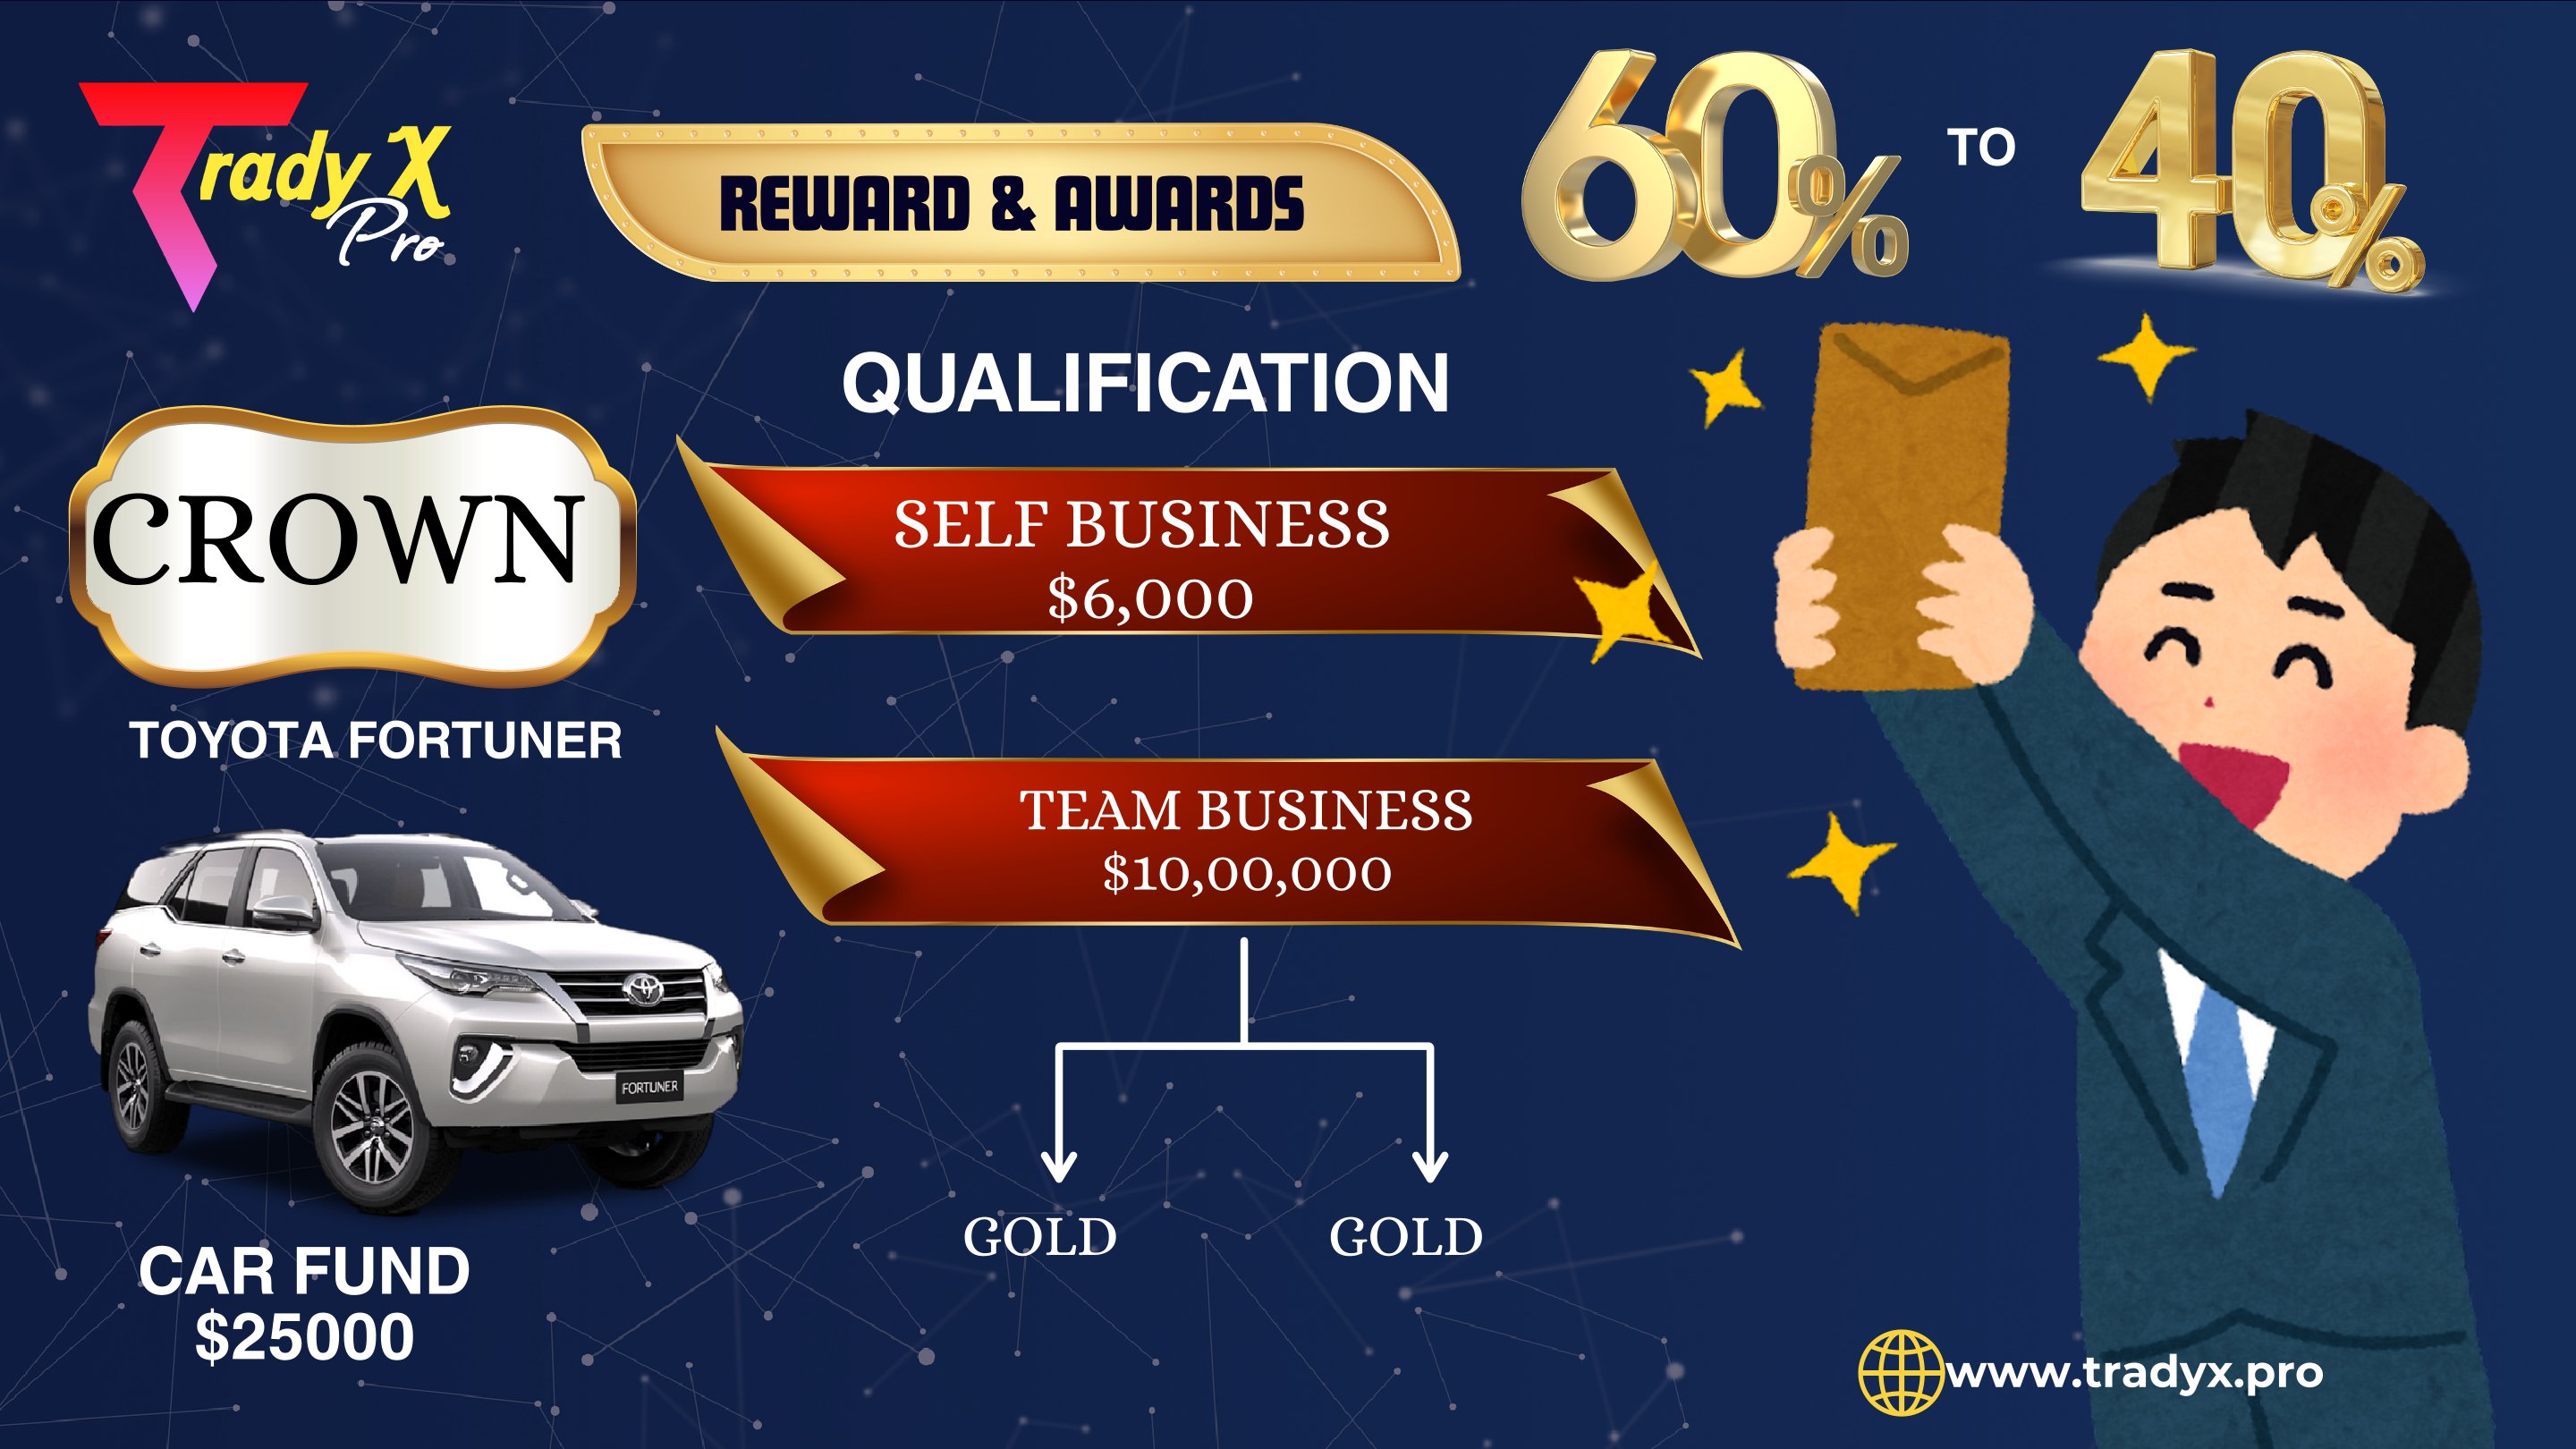 Trady X
Pro
REWARD & AWARDS
60% TO 40%
QUALIFICATION
CROWN
SELF BUSINESS
$6,000
TOYOTA FORTUNER
TEAM BUSINESS
$10,00,000
FORTUNER
GOLD GOLD
CAR FUND
$25000
www.tradyx.pro